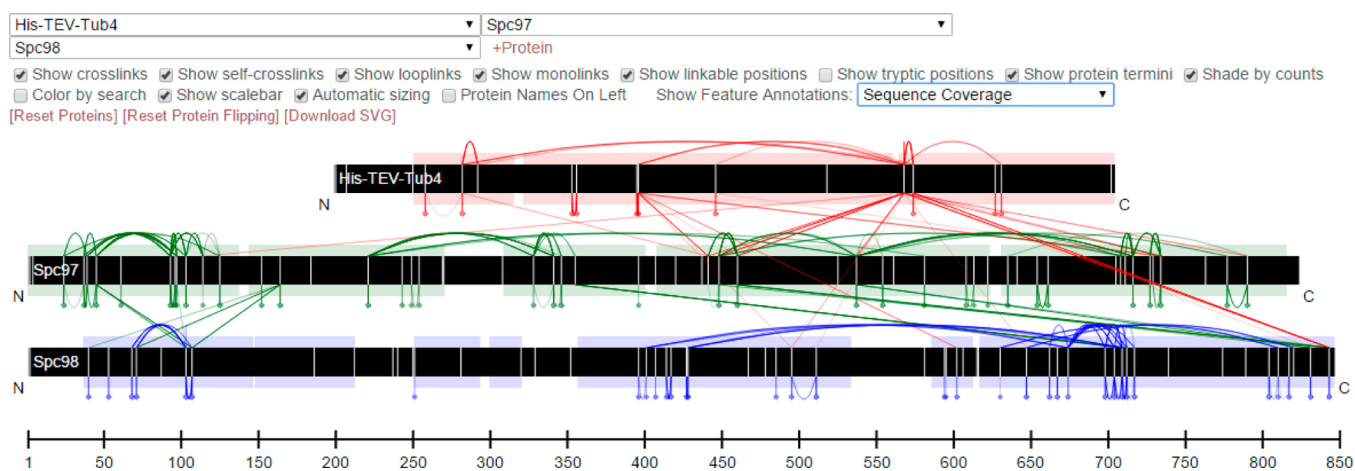 His-TEV-Tub4 Spc97
Spc98 +Protein
Show crosslinks Show self-crosslinks Show looplinks Show monolinks Show linkable positions Show tryptic positions Show protein termini Shade by counts
Color by search Show scalebar Automatic sizing Protein Names On Left Show Feature Annotations: Sequence Coverage
[Reset Proteins] [Reset Protein Flipping] [Download SVG]
His-TEV-Tub4
N C
Spc97
N C
Spc98
N C
1 50 100 150 200 250 300 350 400 450 500 550 600 650 700 750 800 850